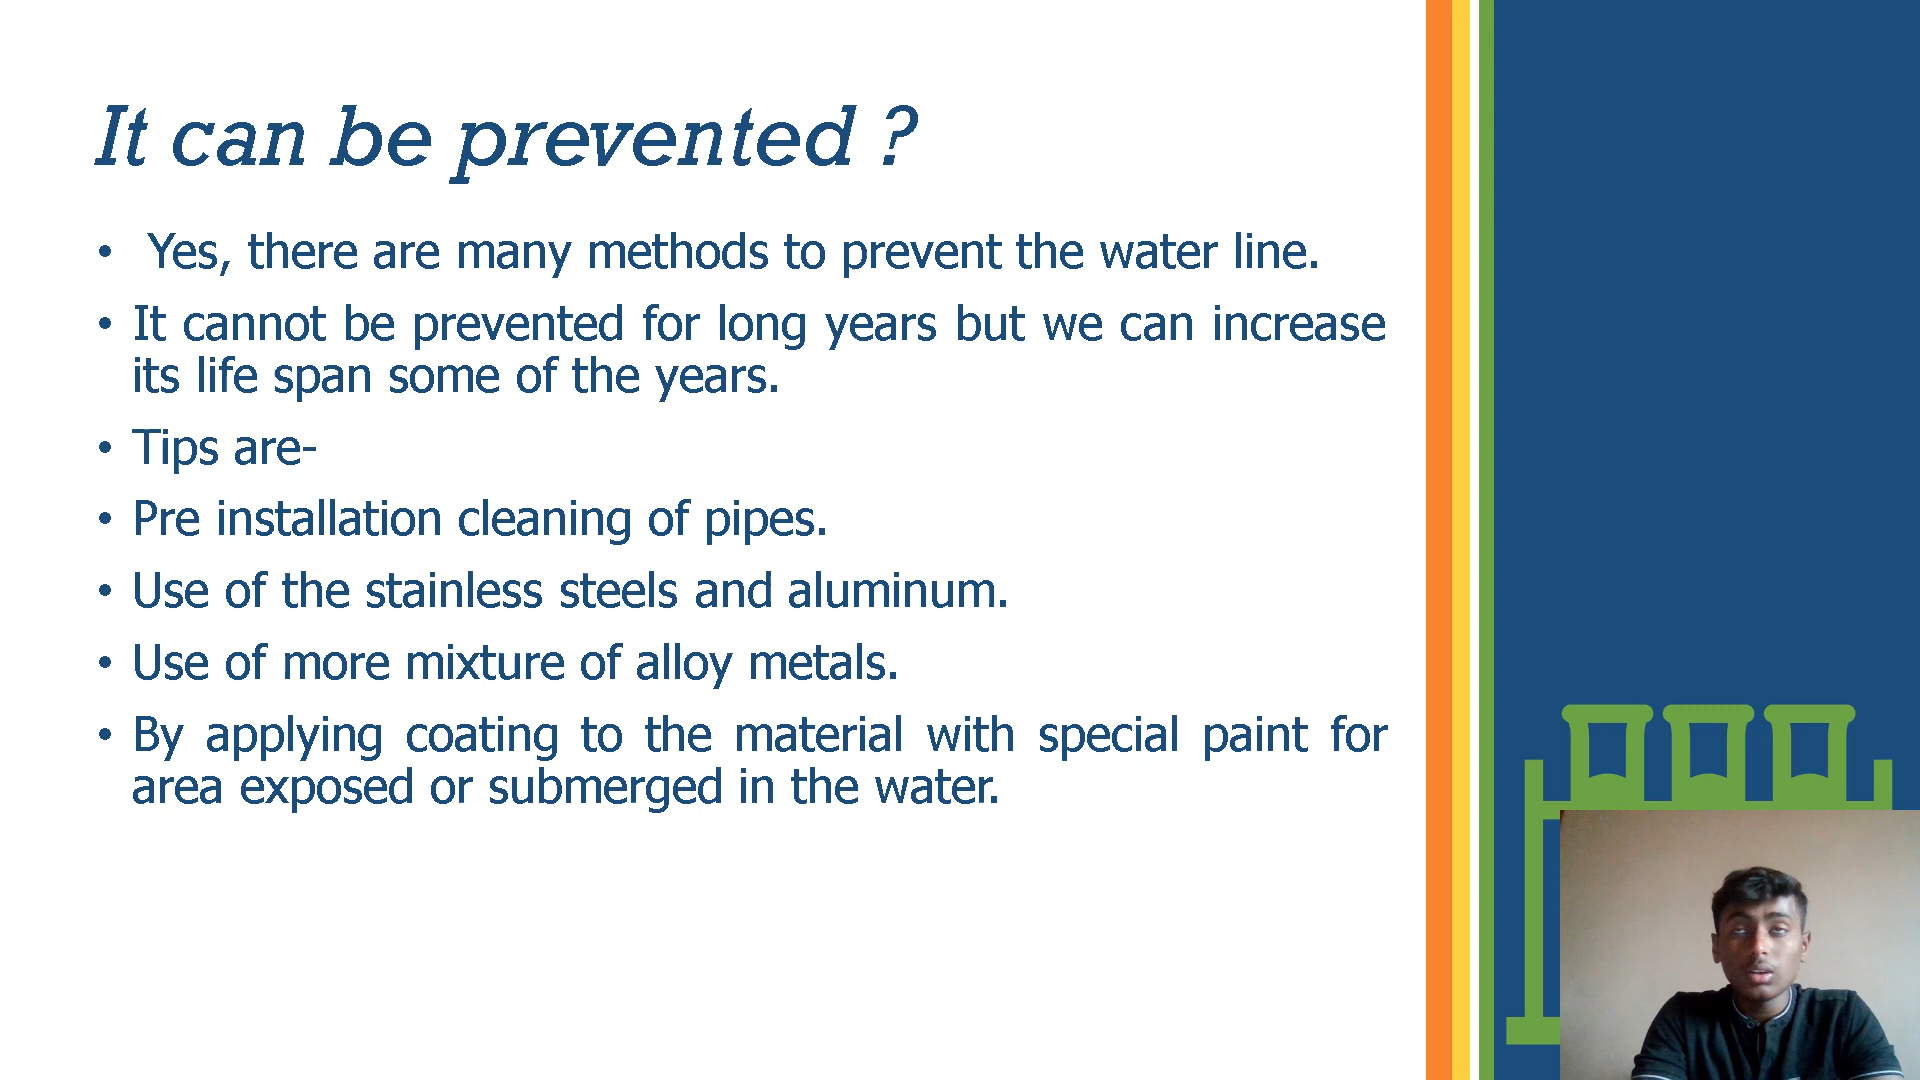 It can be prevented ?
• Yes, there are many methods to prevent the water line.
• It cannot be prevented for long years but we can increase
its life span some of the years.
• Tips are-
• Pre installation cleaning of pipes.
• Use of the stainless steels and aluminum.
• Use of more mixture of alloy metals.
• By applying coating to the material with special paint for
area exposed or submerged in the water.